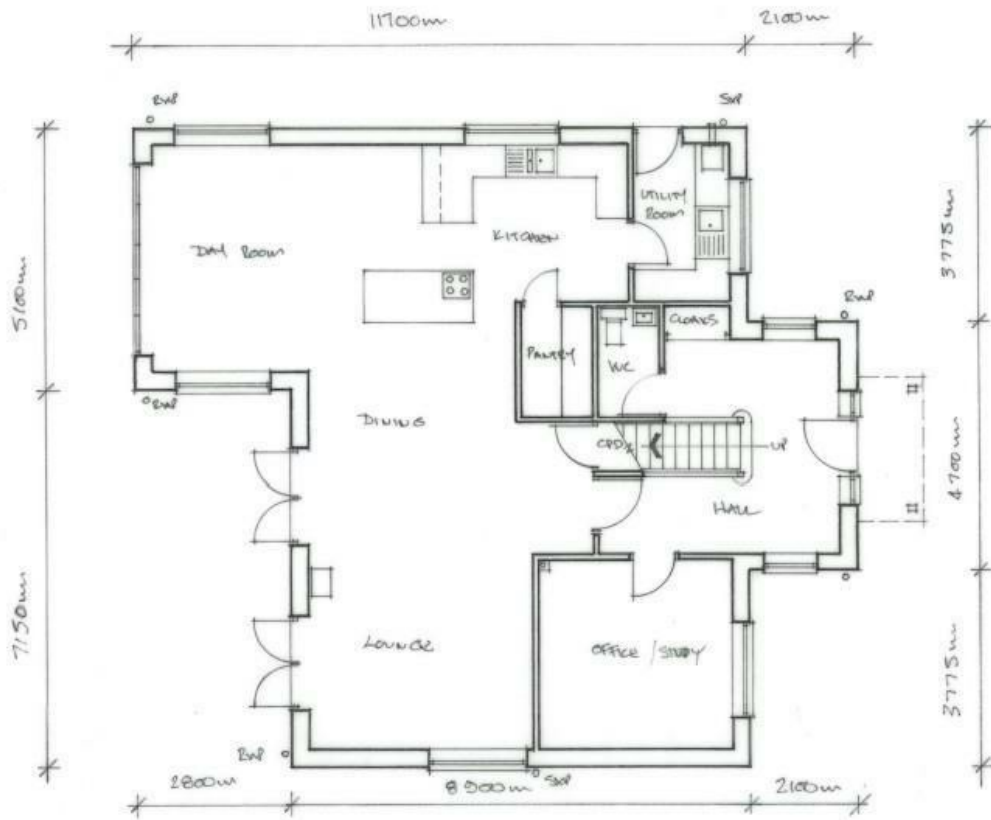 11700mm
2100mm
RWP
SVP
5100mm
3775mm
UTILITY
ROOM
DAY ROOM
KITCHEN
RWP
CLOAKS
PANTRY
WC
RWP
DINING
CPD
UP
4700mm
HALL
7150mm
LOUNGE
OFFICE / STUDY
3775mm
RWP
SVP
2800mm
8900mm
2100mm